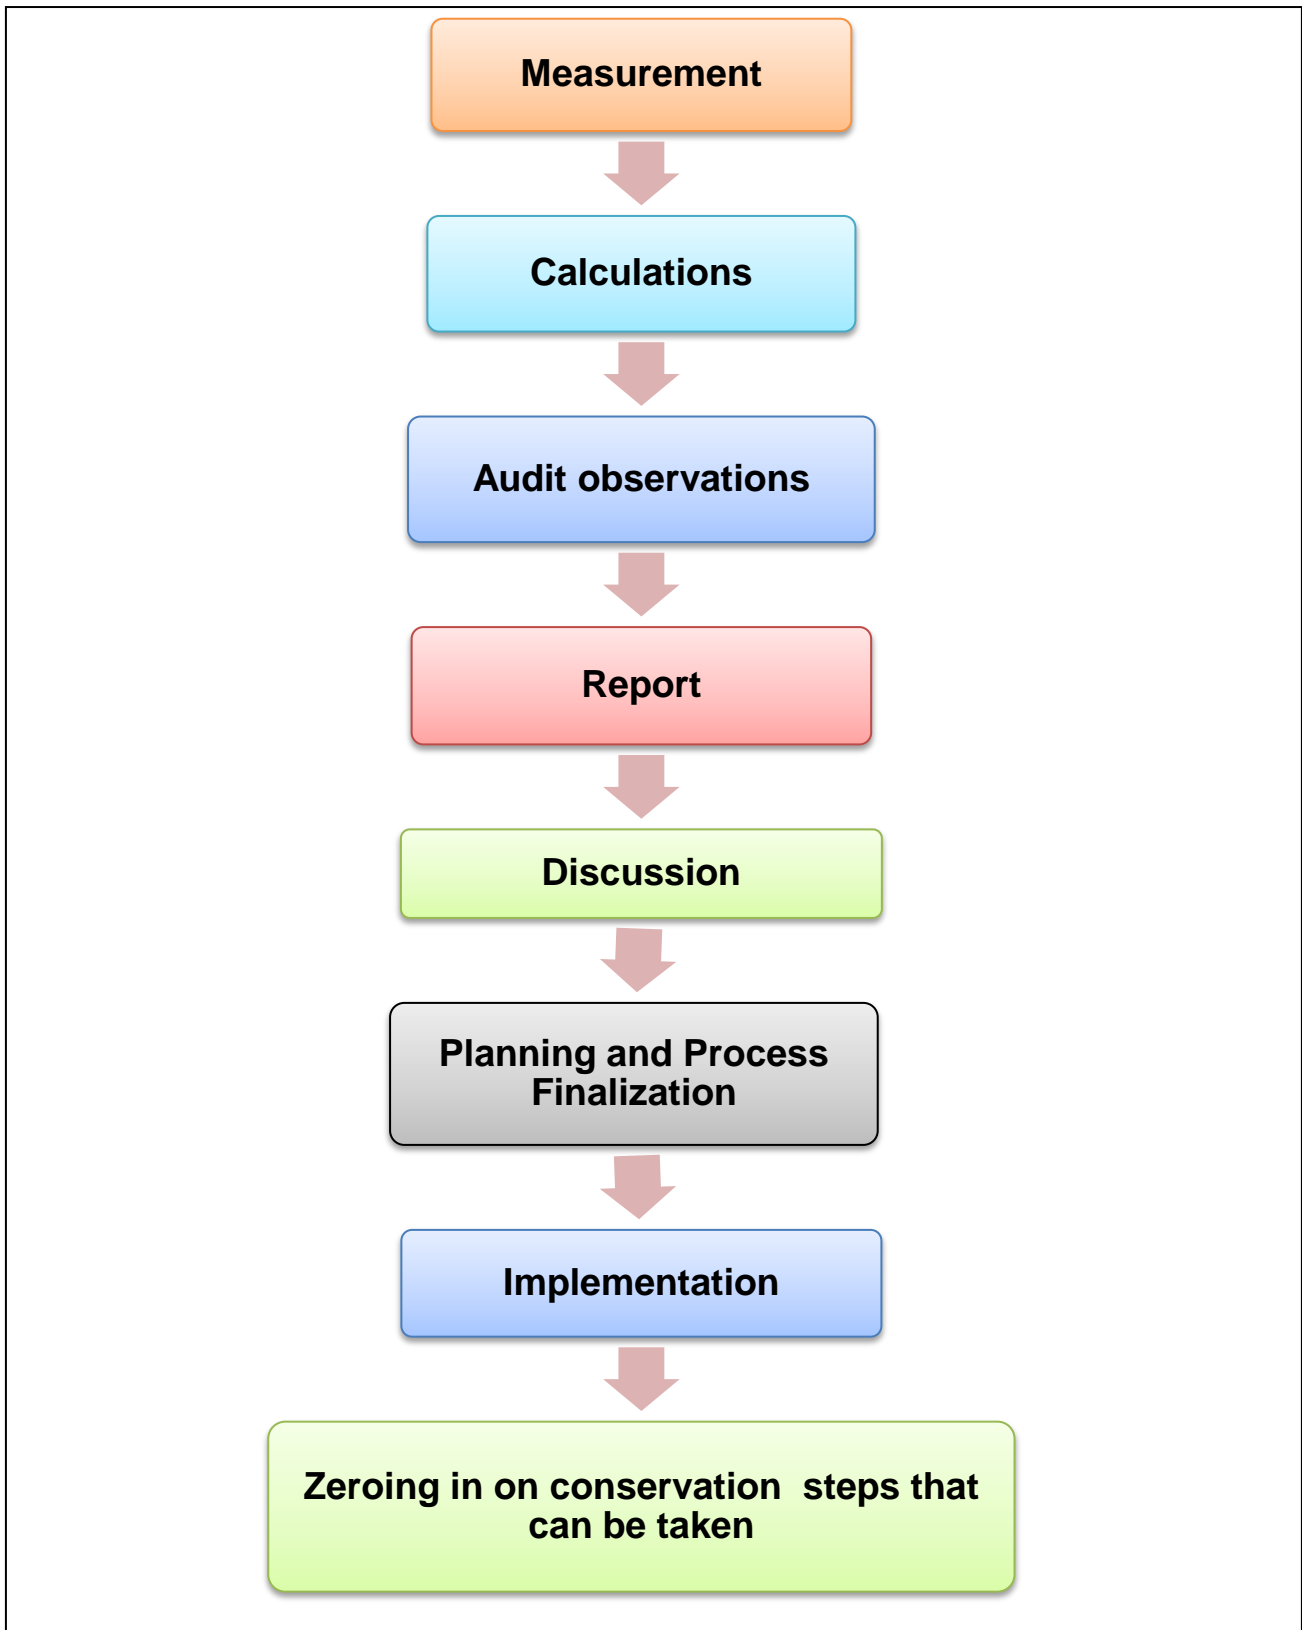 Measurement
Calculations
Audit observations
Report
Discussion
Planning and Process
Finalization
Implementation
Zeroing in on conservation  steps that
can be taken